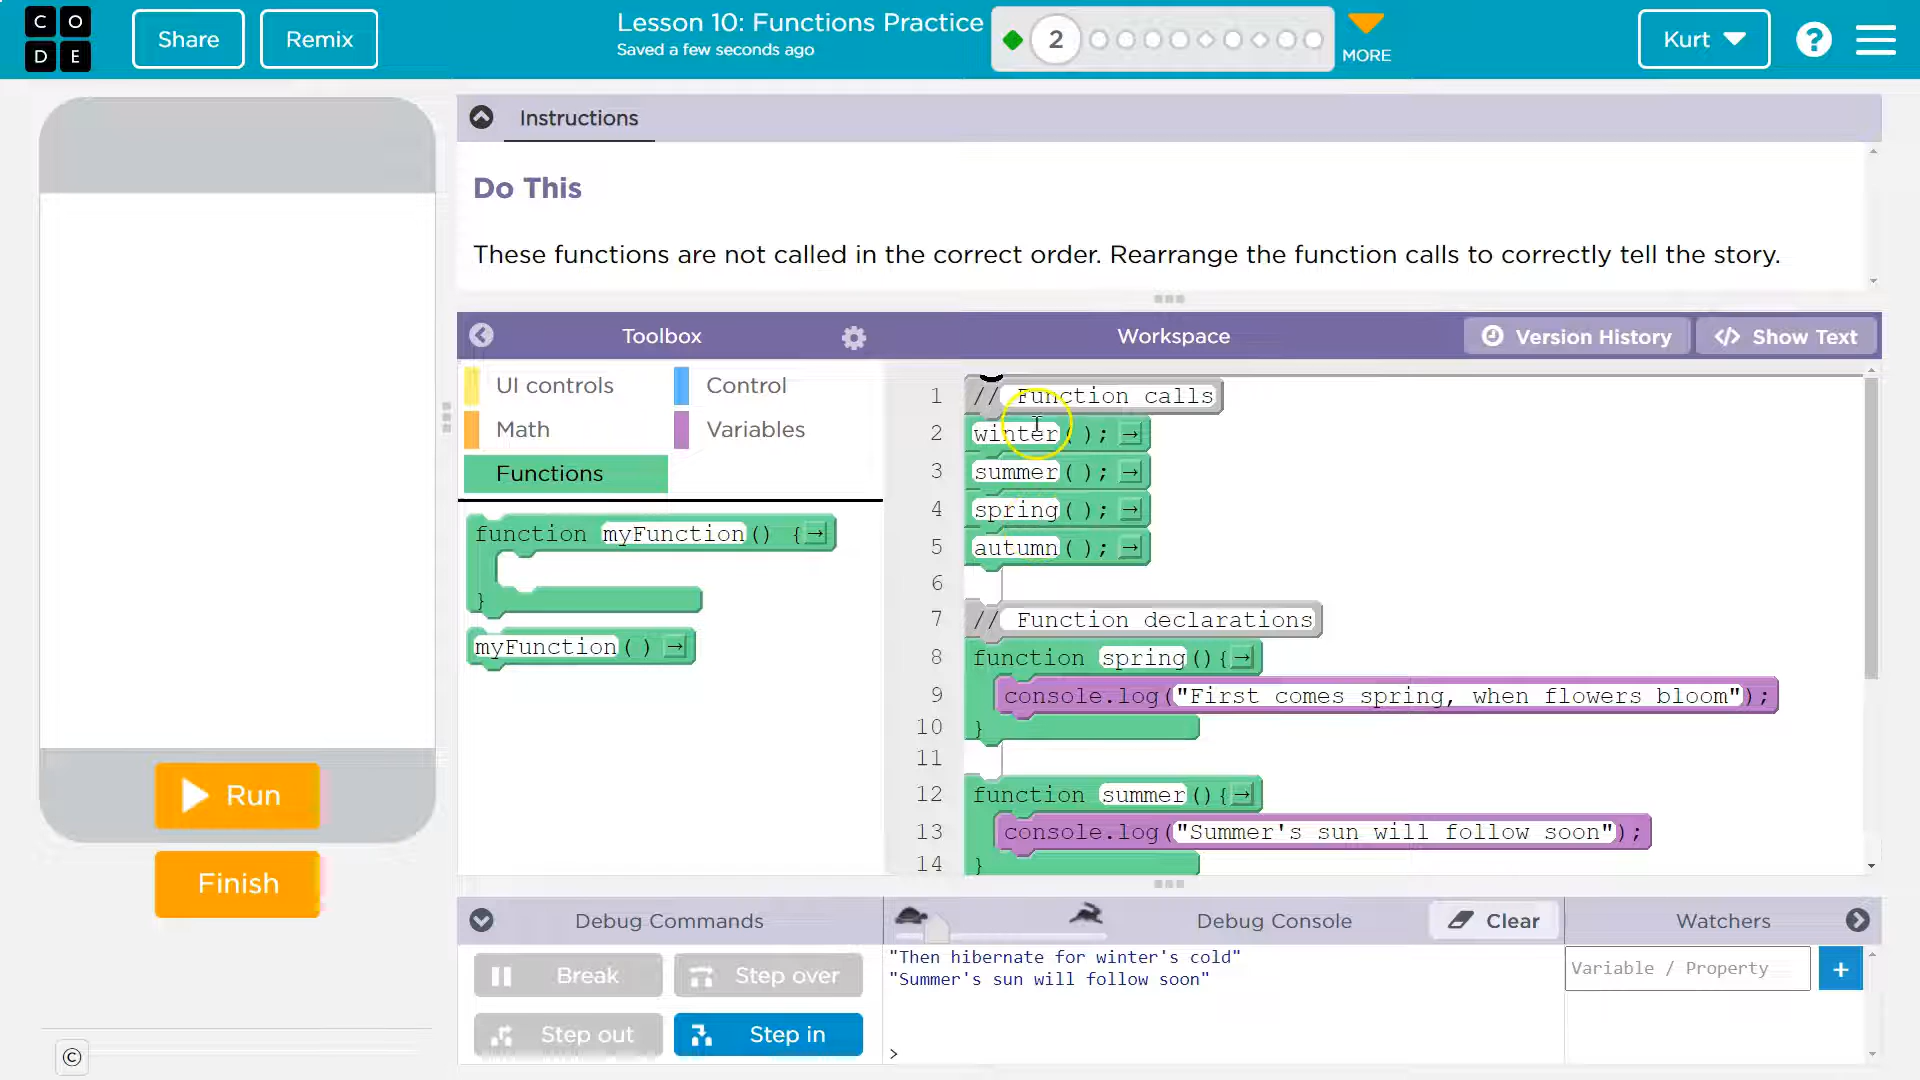 CODE
Share
Remix
Lesson 10: Functions Practice
Saved a few seconds ago
2
MORE
Kurt
?
Instructions
Do This
These functions are not called in the correct order. Rearrange the function calls to correctly tell the story.
Toolbox
Workspace
Version History
</> Show Text
UI controls
Control
Math
Variables
Functions
function myFunction() {
}
myFunction()
1 // Function calls
2 winter();
3 summer();
4 spring();
5 autumn();
6
7 // Function declarations
8 function spring(){
9 console.log("First comes spring, when flowers bloom");
10 }
11
12 function summer(){
13 console.log("Summer's sun will follow soon");
14 }
Run
Finish
Debug Commands
Debug Console
Clear
Watchers
Break
Step over
Step out
Step in
"Then hibernate for winter's cold"
"Summer's sun will follow soon"
>
Variable / Property
+
©